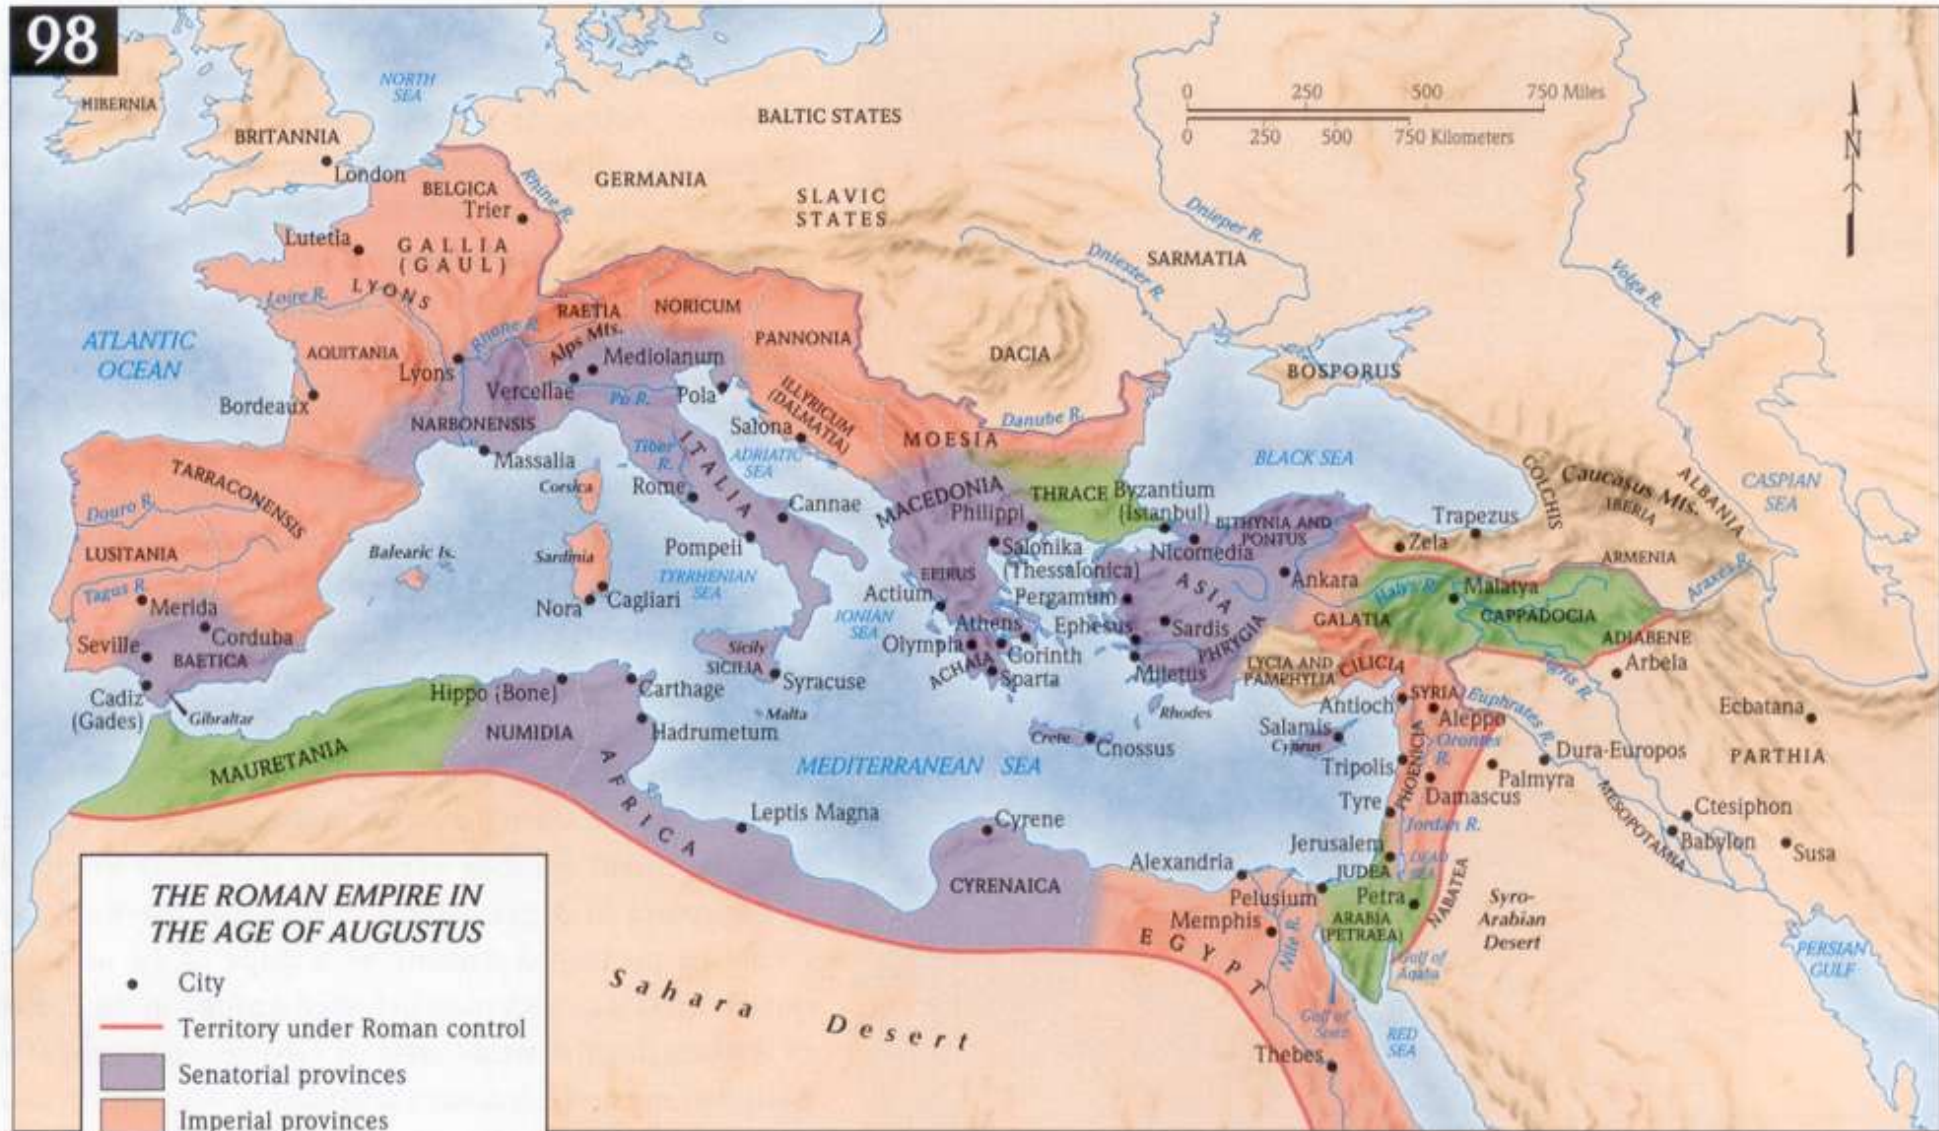 98
NORTH
SEA
HIBERNIA
BRITANNIA
London
BALTIC STATES
0 250 500 750 Miles
0 250 500 750 Kilometers
N
GERMANIA
SLAVIC
STATES
BELGICA
Trier
Rhine R.
Lutetia
GALLIA
(GAUL)
LYONS
Loire R.
Dnieper R.
Dniester R.
SARMATIA
Volga R.
ATLANTIC
OCEAN
AQUITANIA
Lyons
Bordeaux
Rhone R.
RAETIA
NORICUM
Alps Mts.
PANNONIA
Mediolanum
Vercellae
Po R.
Pola
DACIA
BOSPORUS
NARBONENSIS
Massalia
ILLYRICUM
(DALMATIA)
Salona
Danube R.
MOESIA
ADRIATIC
SEA
Tiber
R.
ITALIA
BLACK SEA
COLCHIS
Caucasus Mts.
IBERIA
ALBANIA
CASPIAN
SEA
TARRACONENSIS
Douro R.
LUSITANIA
Tagus R.
Merida
Corduba
Seville
BAETICA
Cadiz
(Gades)
Gibraltar
Balearic Is.
Corsica
Rome
Sardinia
Nora
Cagliari
Cannae
Pompeii
TYRRHENIAN
SEA
MACEDONIA
THRACE
Byzantium
(Istanbul)
Philippi
Salonika
(Thessalonica)
Nicomedia
BITHYNIA AND
PONTUS
Trapezus
Zela
ARMENIA
Araxes R.
EPIRUS
Actium
IONIAN
SEA
Pergamum
ASIA
Ankara
Halys R.
Malatya
CAPPADOCIA
GALATIA
Athens
Ephesus
Sardis
PHRYGIA
Olympia
Corinth
ACHAIA
Sparta
Miletus
LYCIA AND
PAMEHYLIA
CILICIA
ADIABENE
Arbela
Tigris R.
Sicily
SICILIA
Syracuse
Malta
Hippo (Bone)
Carthage
Hadrumetum
NUMIDIA
MAURETANIA
AFRICA
Rhodes
Crete
Cnossus
Antioch
SYRIA
Aleppo
Euphrates R.
Salamis
Cyprus
Orontes
R.
Dura-Europos
Ecbatana
PARTHIA
MEDITERRANEAN SEA
Tripolis
PHOENICIA
Palmyra
Damascus
Tyre
Jordan R.
MESOPOTAMIA
Ctesiphon
Babylon
Susa
Leptis Magna
Cyrene
CYRENAICA
Jerusalem
JUDEA
DEAD
SEA
Alexandria
Pelusium
Petra
NABATEA
Memphis
ARABIA
(PETRAEA)
Syro-
Arabian
Desert
EGYPT
Nile R.
Gulf of
Aqaba
PERSIAN
GULF
Gulf of
Suez
RED
SEA
Thebes
Sahara Desert
THE ROMAN EMPIRE IN
THE AGE OF AUGUSTUS
City
Territory under Roman control
Senatorial provinces
Imperial provinces